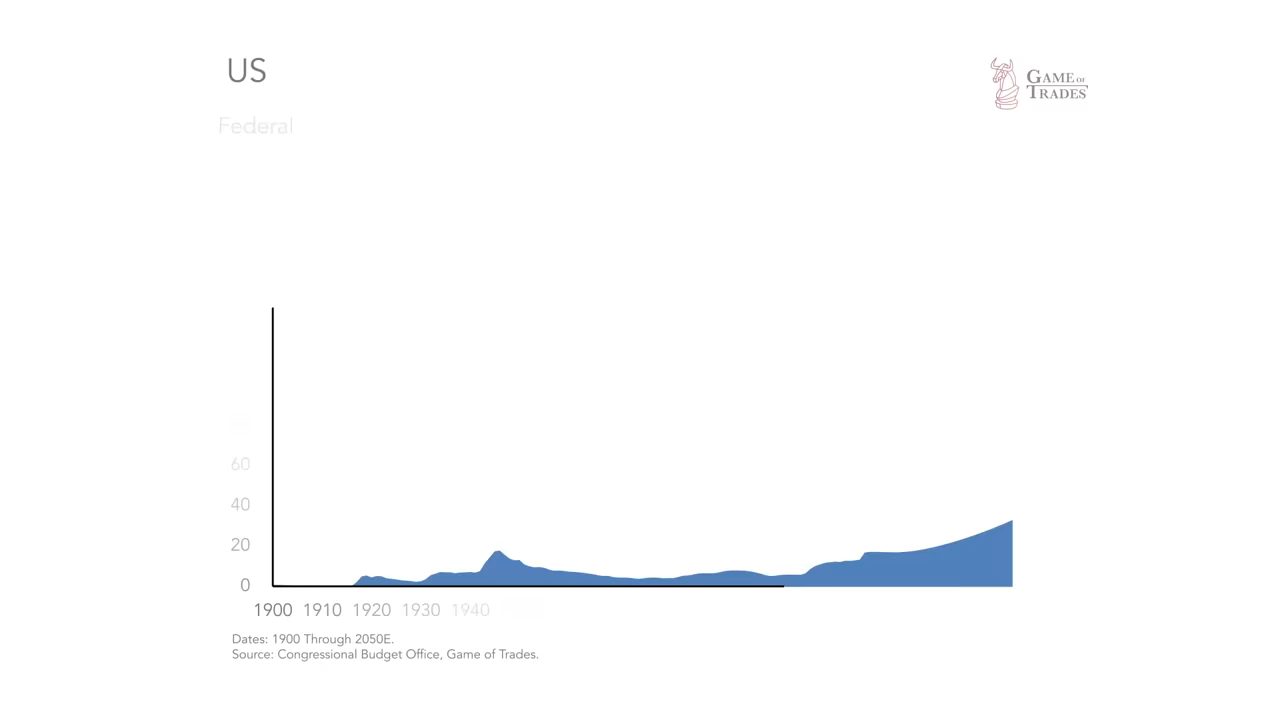 US
GAME OF
TRADES
Federal
60
40
20
0
1900 1910 1920 1930 1940
Dates: 1900 Through 2050E.
Source: Congressional Budget Office, Game of Trades.